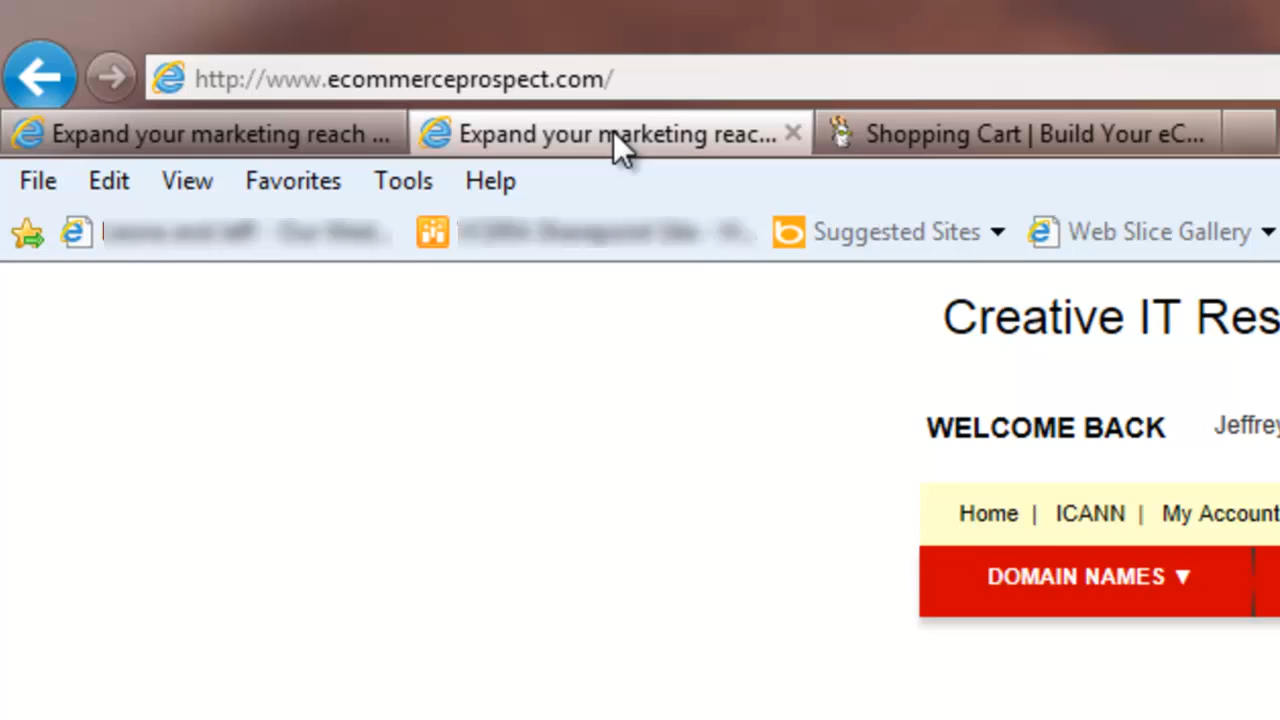 http://www.ecommerceprospect.com/
Expand your marketing reach ... Expand your marketing reac... Shopping Cart | Build Your eC...
File Edit View Favorites Tools Help
Suggested Sites ▼ Web Slice Gallery ▼
Creative IT Res
WELCOME BACK Jeffrey
Home | ICANN | My Account
DOMAIN NAMES ▼